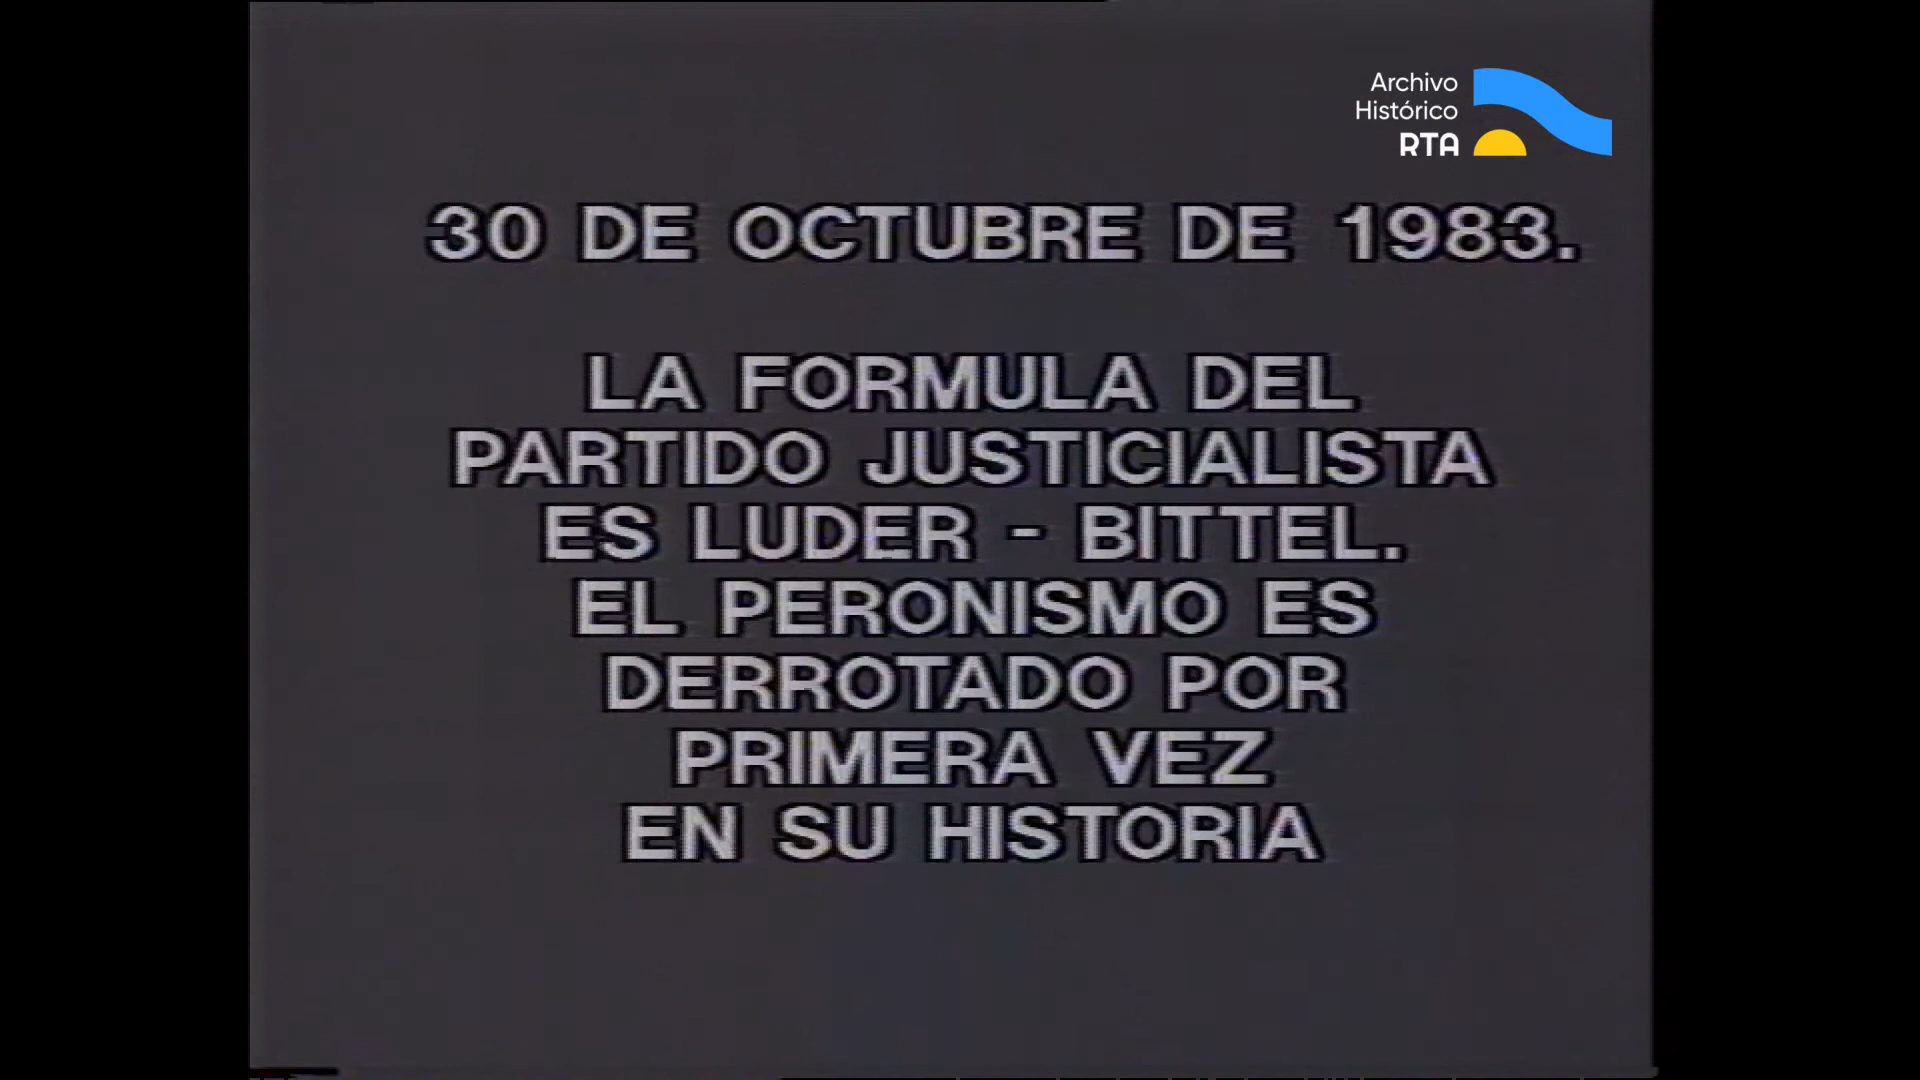 Archivo
Histórico
RTA
30 DE OCTUBRE DE 1983.
LA FORMULA DEL
PARTIDO JUSTICIALISTA
ES LUDER - BITTEL.
EL PERONISMO ES
DERROTADO POR
PRIMERA VEZ
EN SU HISTORIA